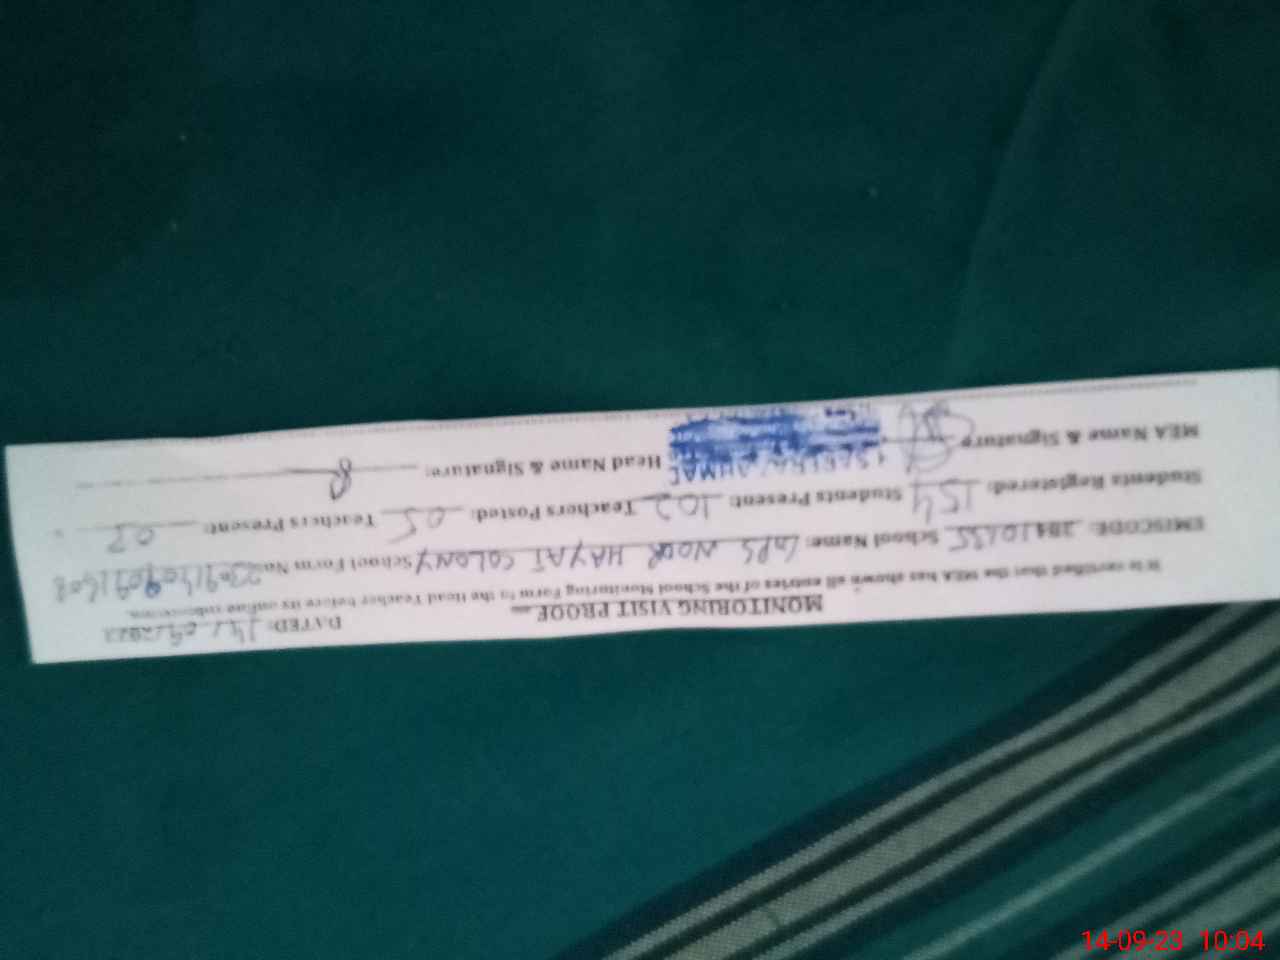 MONITORING VISIT PROOF
DATED: 14/09/2023
It is certified that the MEA has shown all entries of the School Monitoring Form to the Head Teacher before its online submission.
EMISCODE: School Name: GPS NOOR HAYAT COLONY School Form No.
Students Registered: 154 Students Present: 102 Teachers Posted: 05 Teachers Present:
MEA Name & Signature Head Name & Signature:
14-09-23 10:04